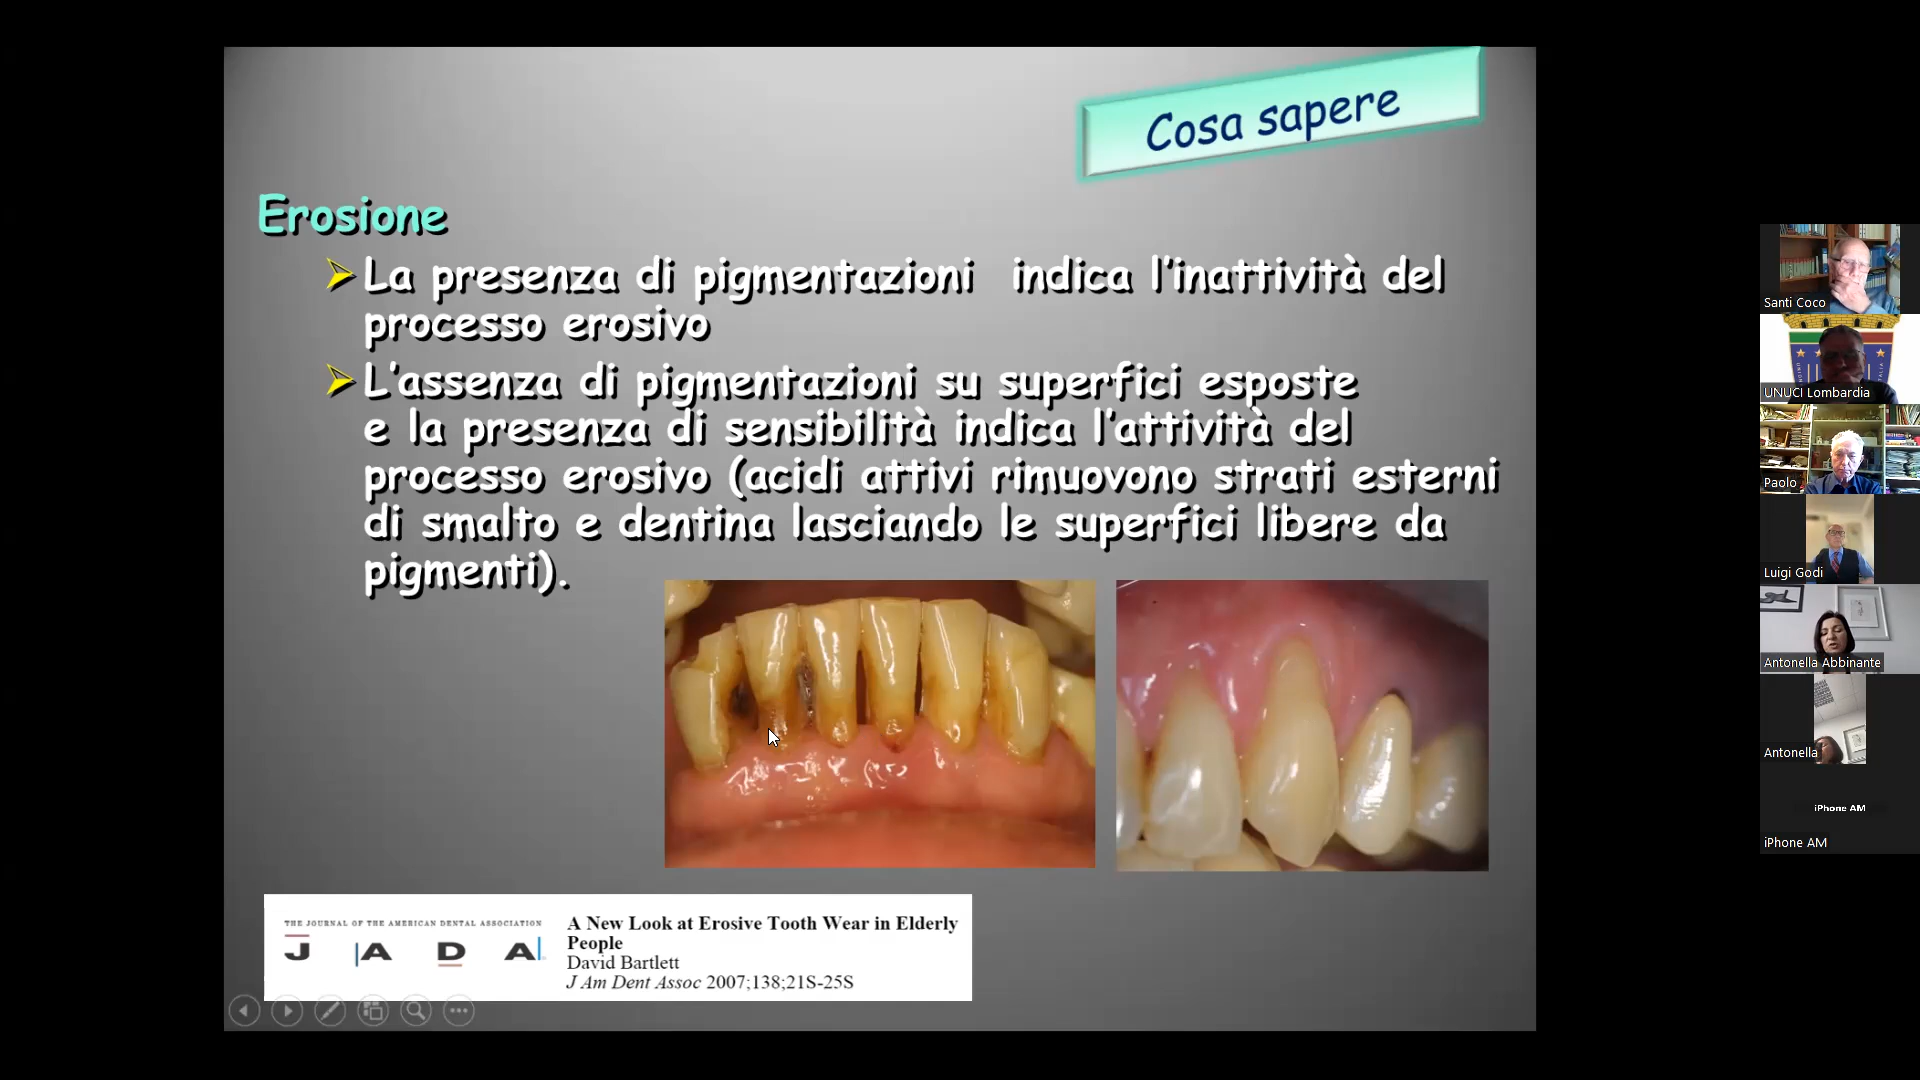 Cosa sapere
Erosione
La presenza di pigmentazioni indica l'inattività del
processo erosivo
L'assenza di pigmentazioni su superfici esposte
e la presenza di sensibilità indica l'attività del
processo erosivo (acidi attivi rimuovono strati esterni
di smalto e dentina lasciando le superfici libere da
pigmenti).
THE JOURNAL OF THE AMERICAN DENTAL ASSOCIATION
JADA
A New Look at Erosive Tooth Wear in Elderly
People
David Bartlett
J Am Dent Assoc 2007;138;21S-25S
Santi Coco
UNUCI Lombardia
Paolo
Luigi Godi
Antonella Abbinante
Antonella
iPhone AM
iPhone AM